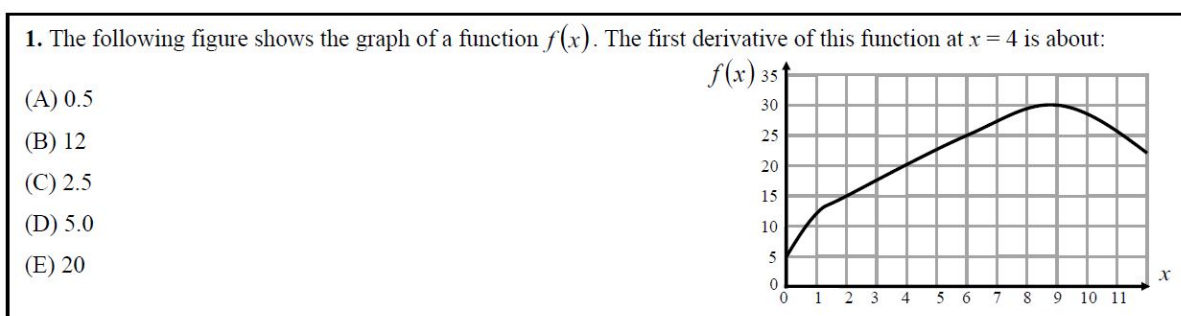 1. The following figure shows the graph of a function f(x). The first derivative of this function at x = 4 is about:
(A) 0.5
(B) 12
(C) 2.5
(D) 5.0
(E) 20
f(x)
35
30
25
20
15
10
5
0
0 1 2 3 4 5 6 7 8 9 10 11
x